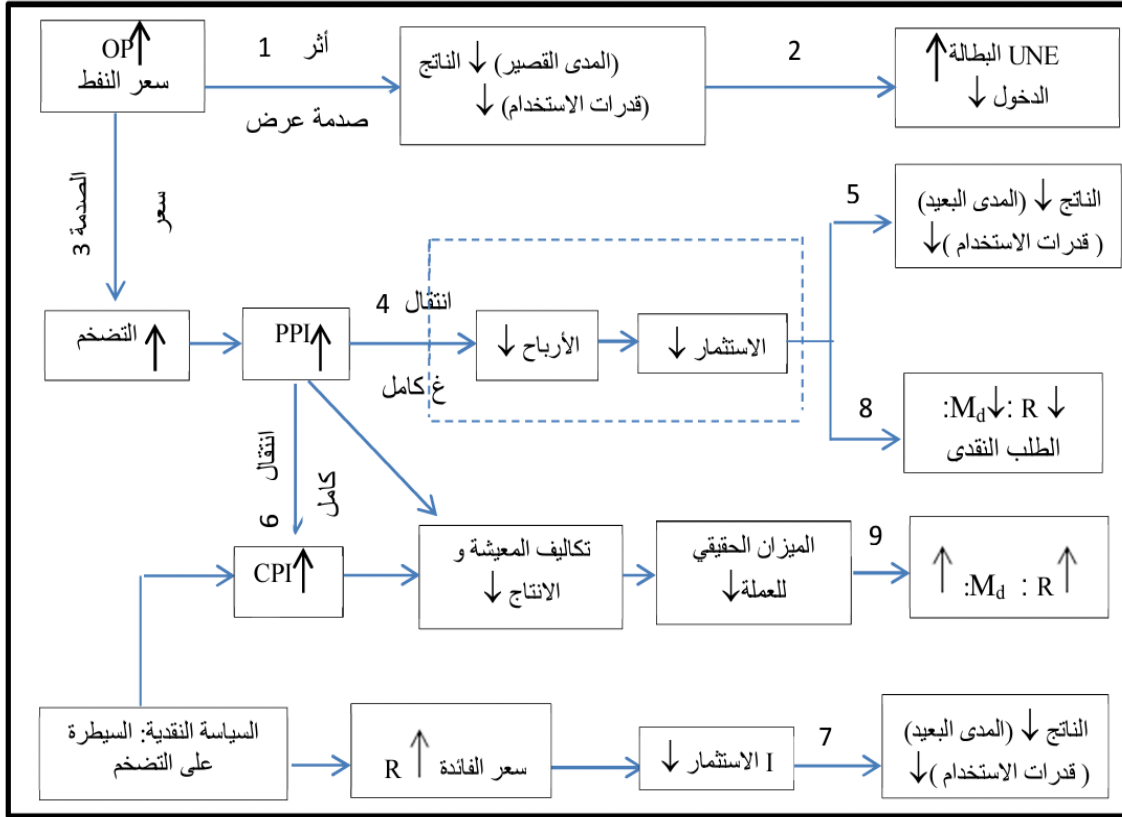 OP↑
سعر النفط
أثر 1
صدمة عرض
(المدى القصير) ↓ الناتج
(قدرات الاستخدام) ↓
2
UNE البطالة ↑
الدخول ↓
الصدمة 3
سعر
التضخم ↑
PPI↑
انتقال 4
غ كامل
الأرباح ↓
الاستثمار ↓
5
الناتج ↓ (المدى البعيد)
( قدرات الاستخدام )↓
8
:Md↓: R ↓
الطلب النقدى
انتقال 6
كامل
CPI↑
تكاليف المعيشة و
الانتاج ↓
الميزان الحقيقي
للعملة↓
9
↑ :Md : R ↑
السياسة النقدية: السيطرة
على التضخم
سعر الفائدة ↑ R
I الاستثمار ↓
7
الناتج ↓ (المدى البعيد)
( قدرات الاستخدام )↓